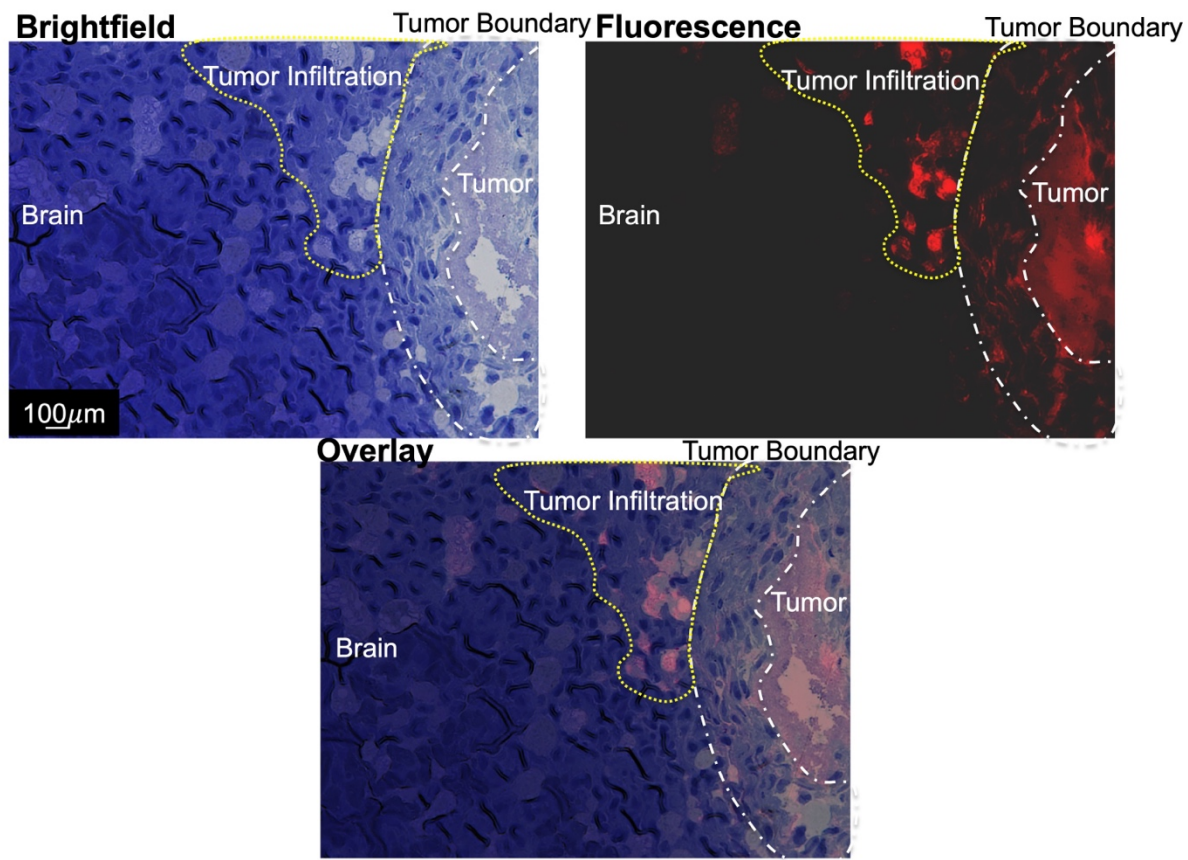 Brightfield
Tumor Boundary
Tumor Infiltration
Brain
Tumor
100μm
Fluorescence
Tumor Boundary
Tumor Infiltration
Brain
Tumor
Overlay
Tumor Boundary
Tumor Infiltration
Brain
Tumor